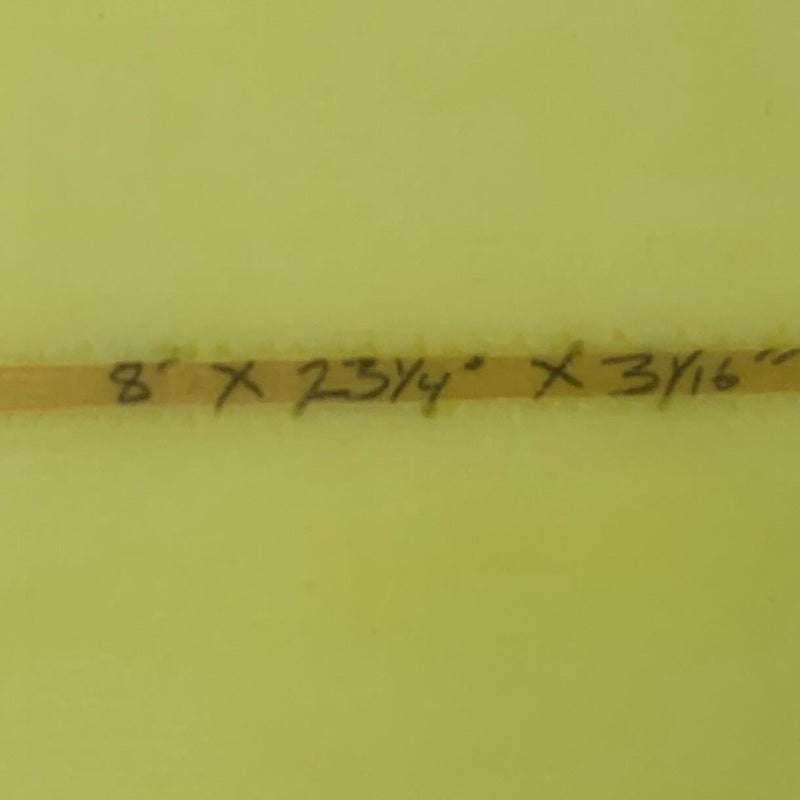 8' X 23 1/4" X 3 1/16"